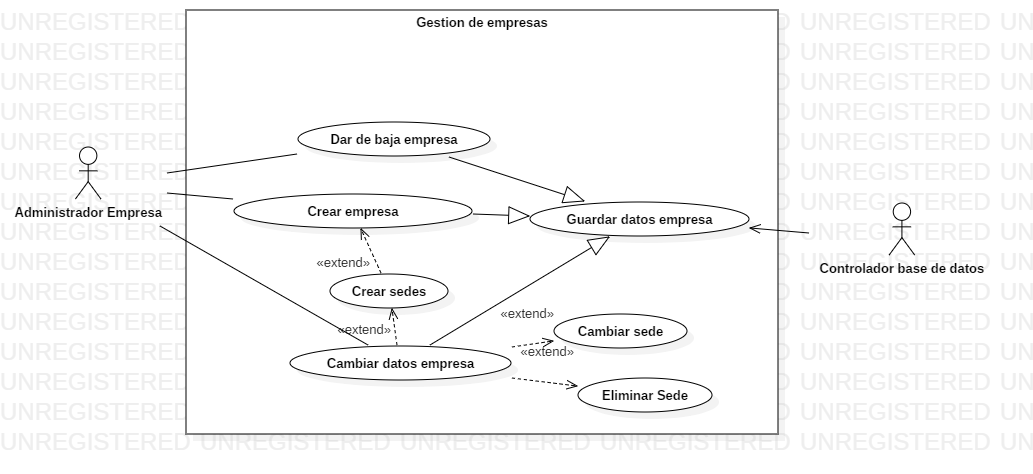 Gestion de empresas
Dar de baja empresa
Crear empresa
Guardar datos empresa
Administrador Empresa
Controlador base de datos
«extend»
Crear sedes
«extend»
«extend»
Cambiar sede
«extend»
Cambiar datos empresa
Eliminar Sede
UNREGISTERED UNREGISTERED UNREGISTERED UNREGISTERED UNREGISTERED UN